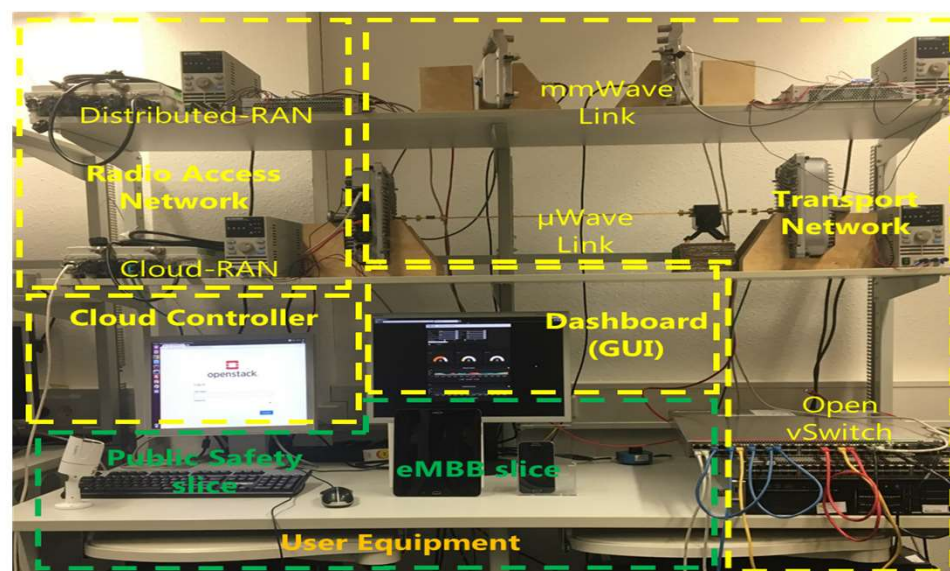 Distributed-RAN
mmWave
Link
Radio Access
Network
µWave
Link
Transport
Network
Cloud-RAN
Cloud Controller
Dashboard
(GUI)
openstack.
Open
vSwitch
Public Safety
slice
eMBB slice
User Equipment